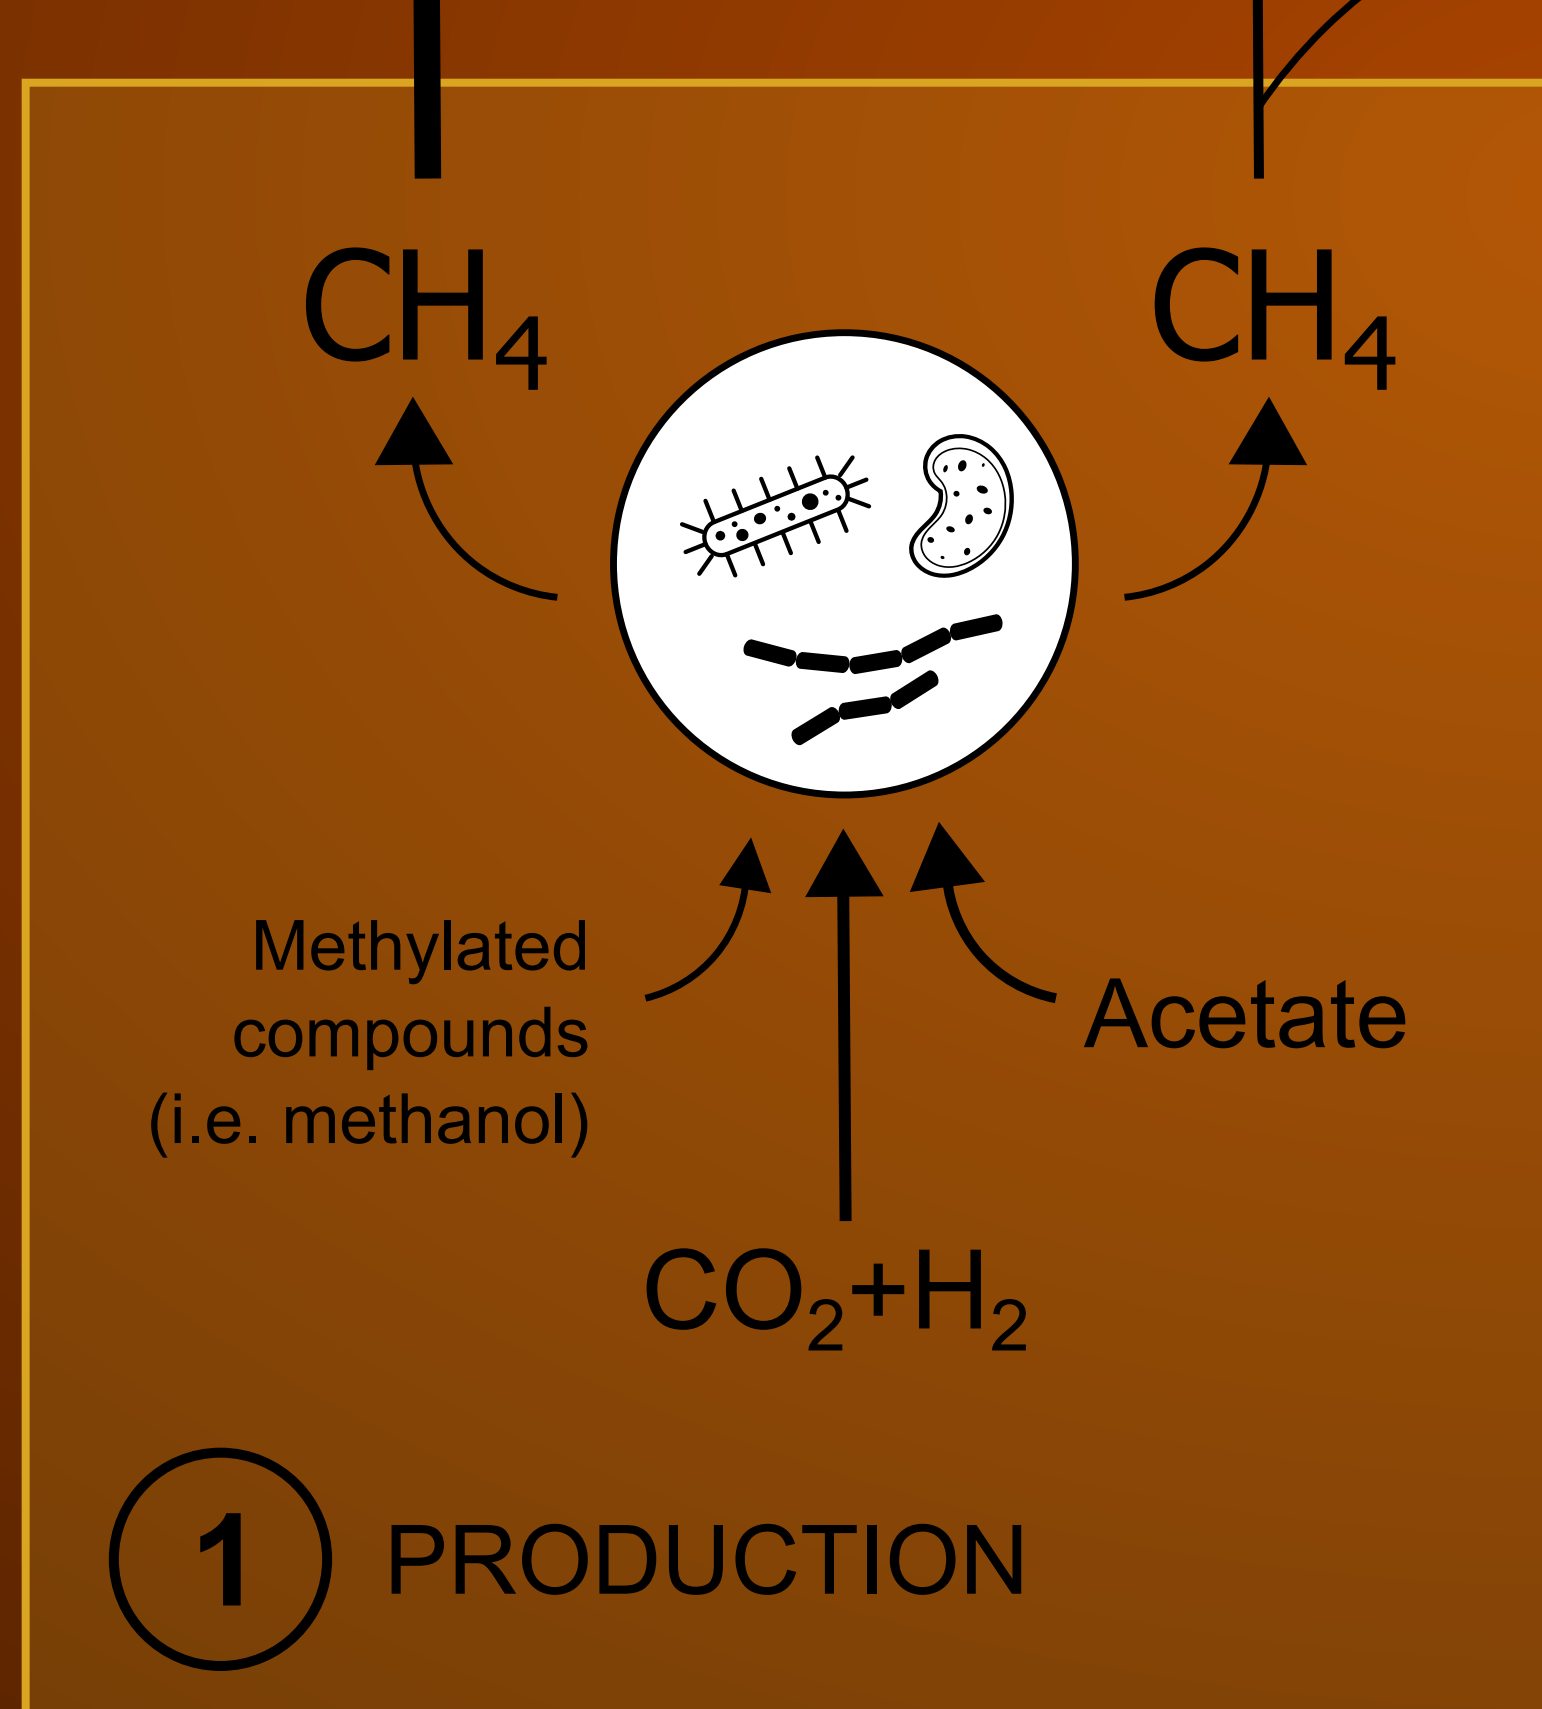 CH₄
CH₄
Methylated
compounds
(i.e. methanol)
Acetate
CO₂+H₂
1
PRODUCTION